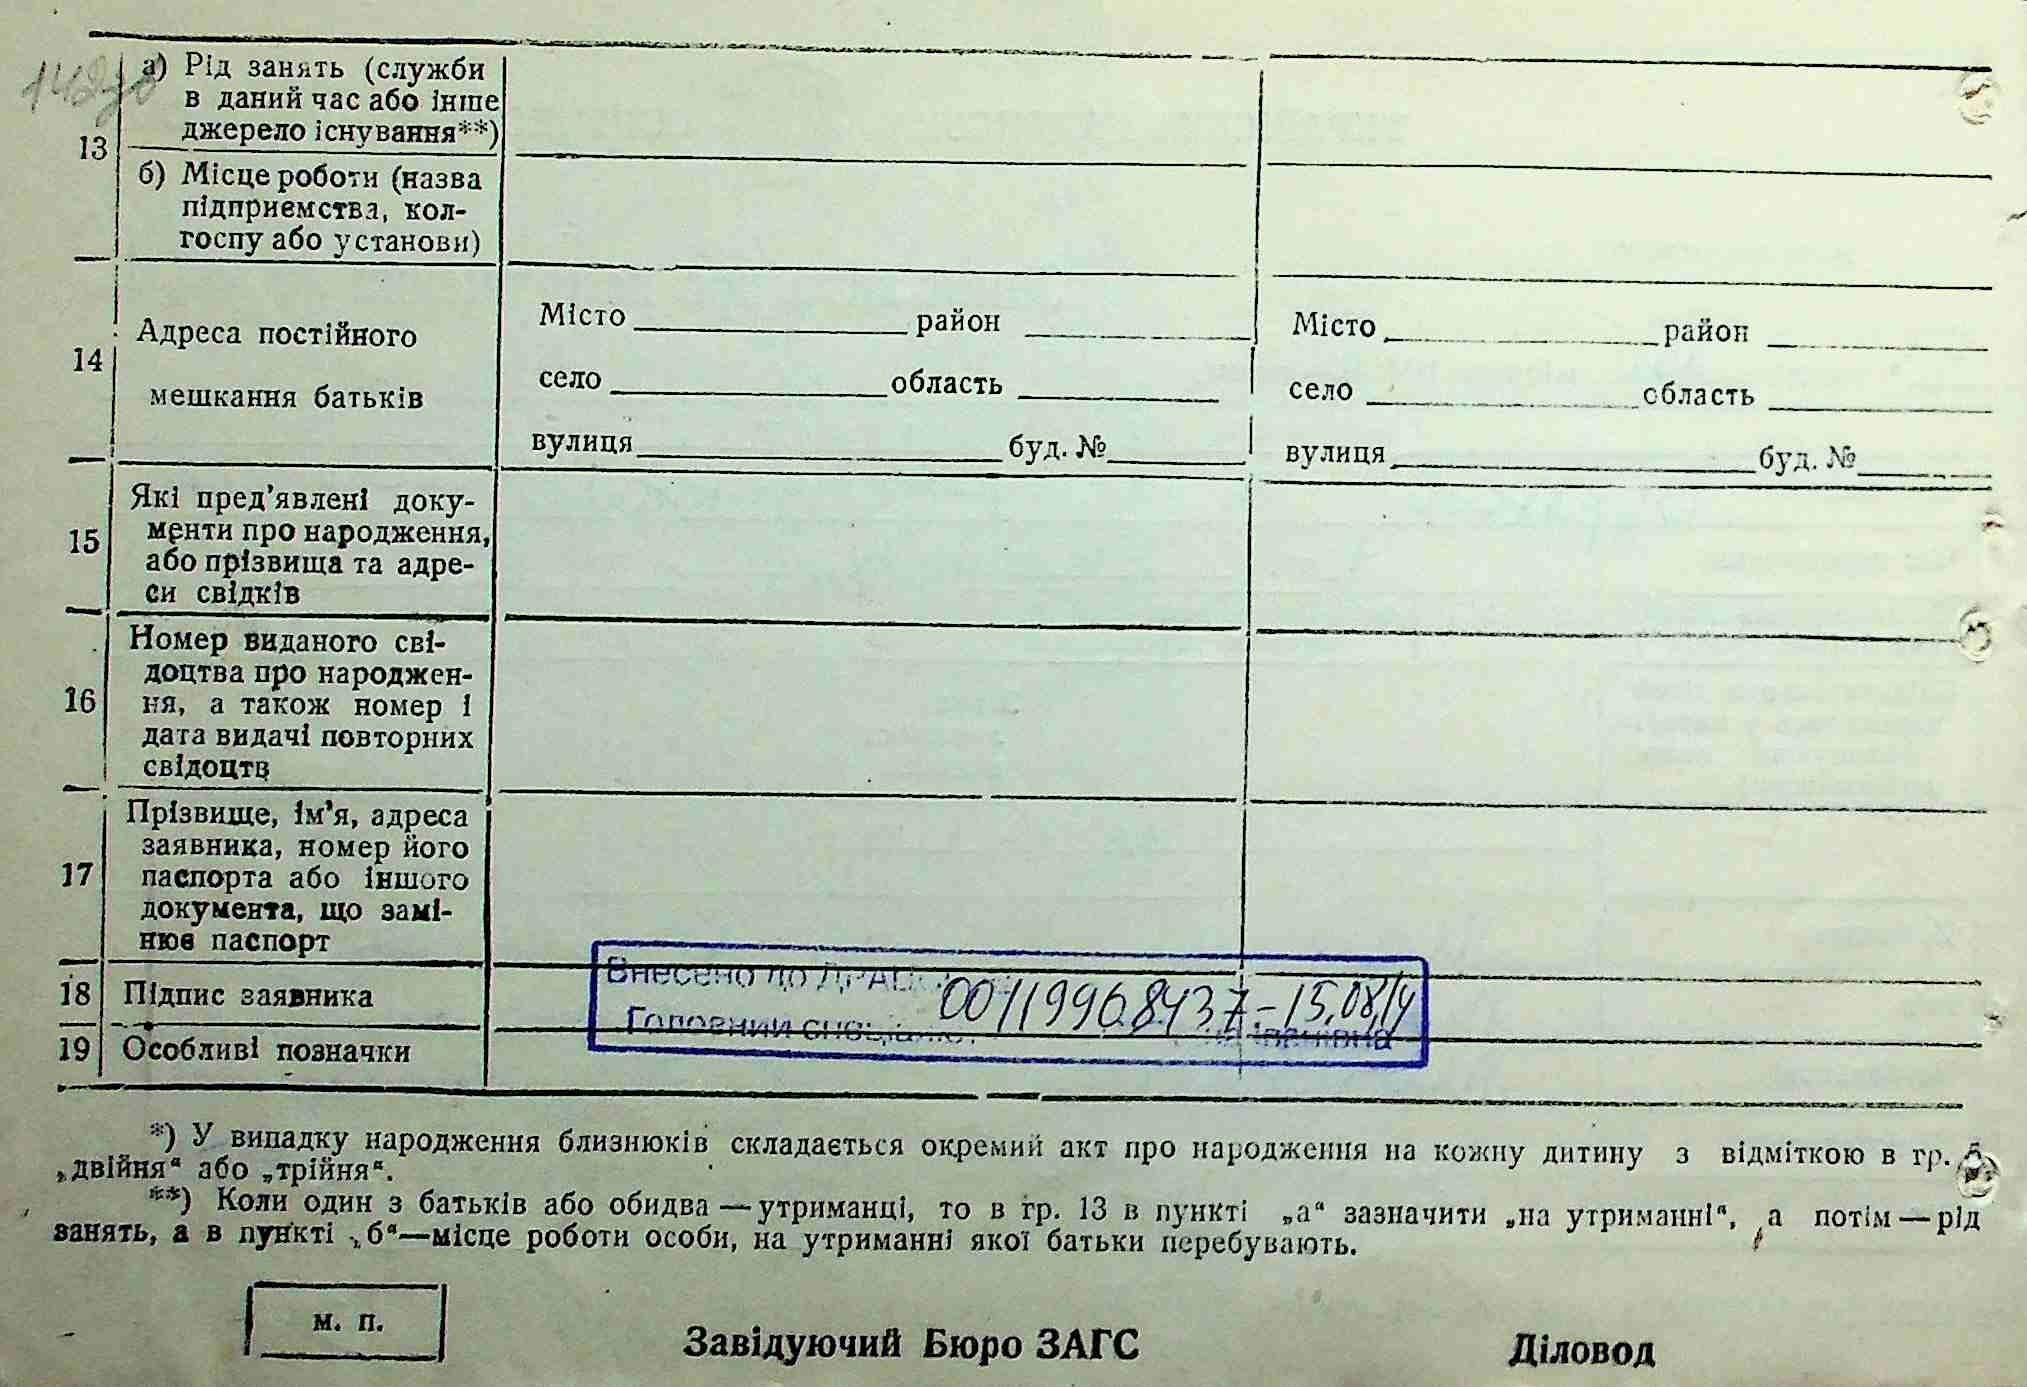 13
а) Рід занять (служби
в даний час або інше
джерело існування**)
б) Місце роботи (назва
підприємства, кол-
госпу або установи)
14
Адреса постійного
мешкання батьків
Місто район
село область
вулиця буд. №
Місто район
село область
вулиця буд. №
15
Які пред'явлені доку-
менти про народження,
або прізвища та адре-
си свідків
16
Номер виданого сві-
доцтва про народжен-
ня, а також номер і
дата видачі повторних
свідоцтв
17
Прізвище, ім'я, адреса
заявника, номер його
паспорта або іншого
документа, що замі-
нює паспорт
18 Підпис заявника
19 Особливі позначки
Внесено до ДРАЦС 00119968437-15,08,14
Головний спеціаліст Іванівна
*) У випадку народження близнюків складається окремий акт про народження на кожну дитину з відміткою в гр.
„двійня“ або „трійня“.
**) Коли один з батьків або обидва — утриманці, то в гр. 13 в пункті „а“ зазначити „на утриманні“, а потім — рід
занять, а в пункті „б“—місце роботи особи, на утриманні якої батьки перебувають.
м. п.
Завідуючий Бюро ЗАГС Діловод